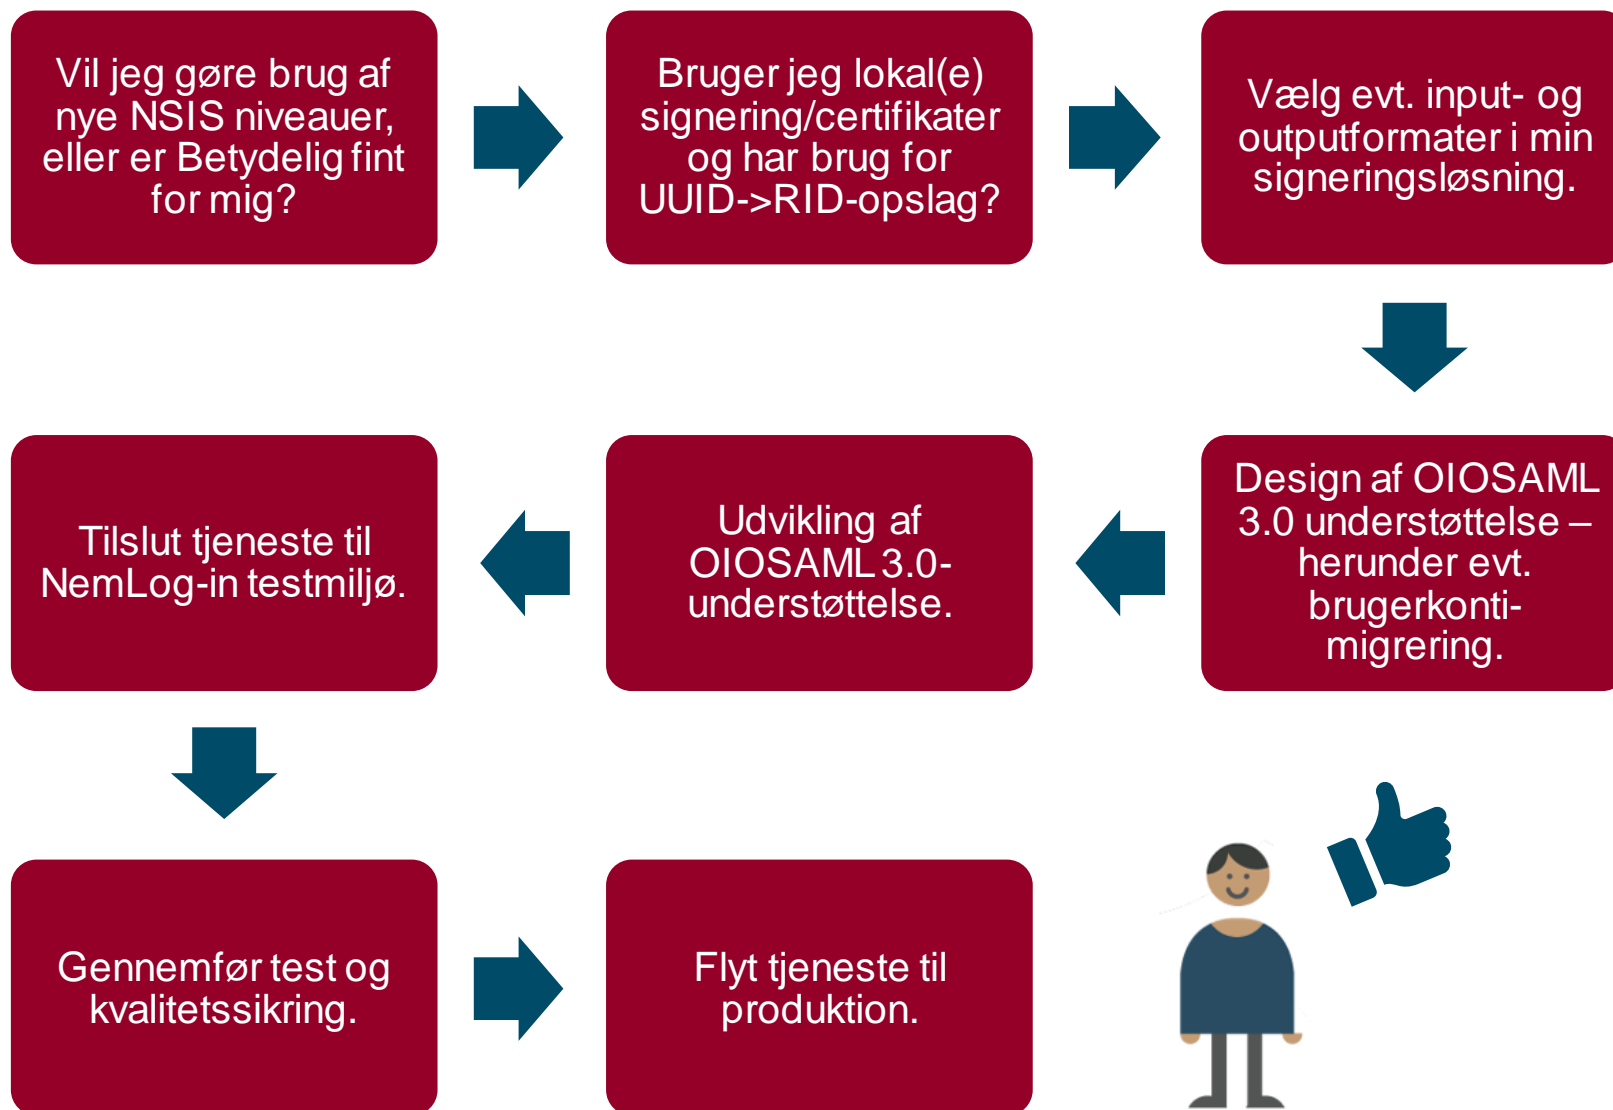 Vil jeg gøre brug af
nye NSIS niveauer,
eller er Betydelig fint
for mig?
Bruger jeg lokal(e)
signering/certifikater
og har brug for
UUID->RID-opslag?
Vælg evt. input- og
outputformater i min
signeringsløsning.
Design af OIOSAML
3.0 understøttelse –
herunder evt.
brugerkonti-
migrering.
Udvikling af
OIOSAML 3.0-
understøttelse.
Tilslut tjeneste til
NemLog-in testmiljø.
Gennemfør test og
kvalitetssikring.
Flyt tjeneste til
produktion.